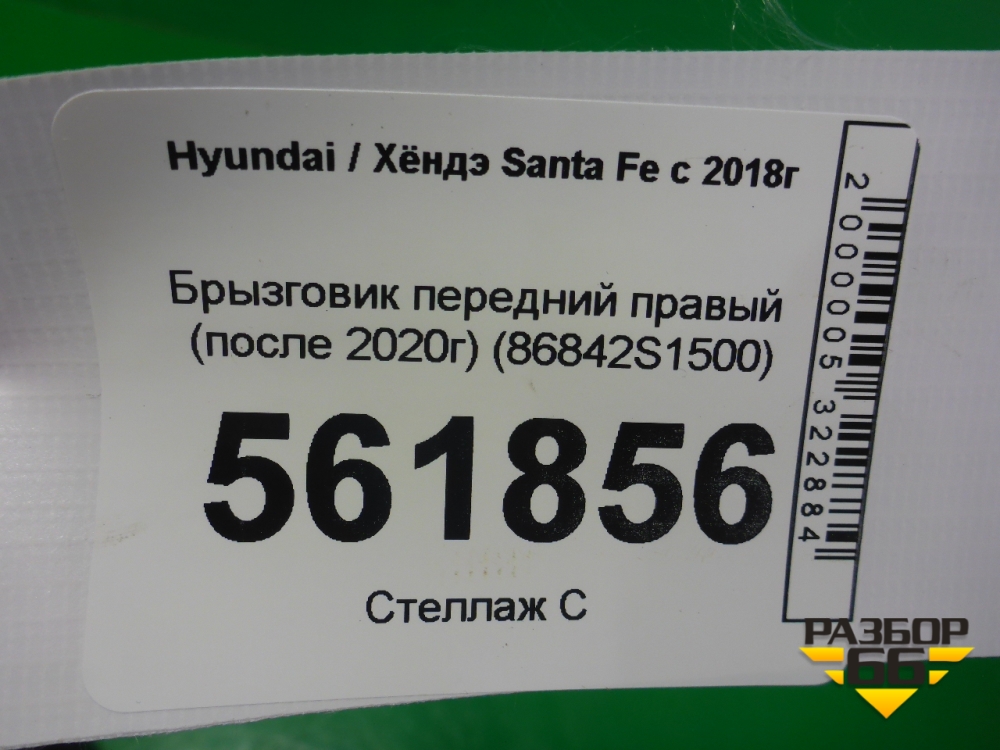 Hyundai / Хёндэ Santa Fe с 2018г
Брызговик передний правый
(после 2020г) (86842S1500)
561856
Стеллаж С
2000005322884
РАЗБОР
66